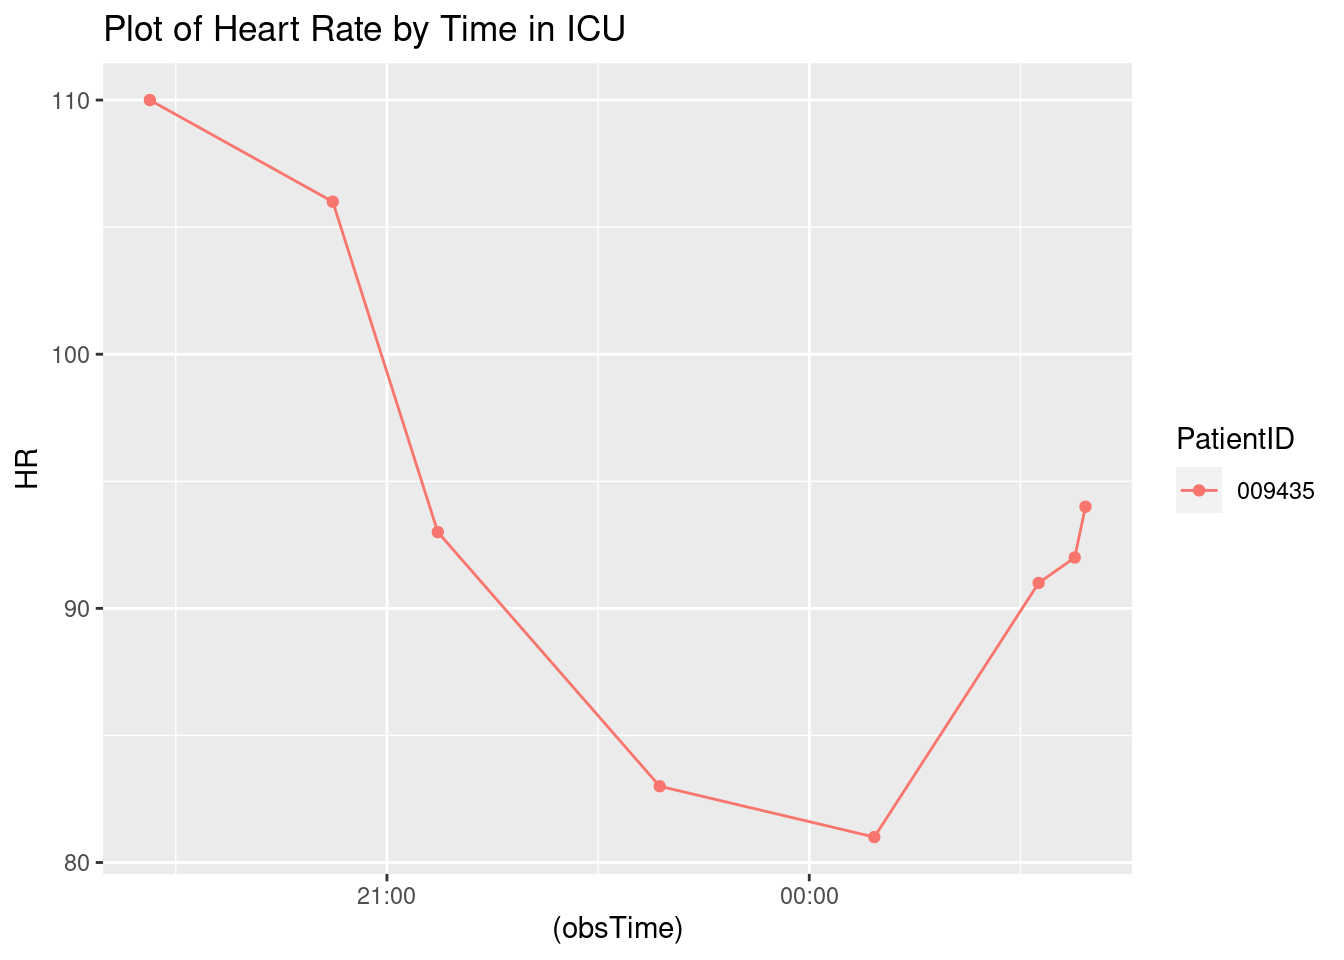 Plot of Heart Rate by Time in ICU
110
100
90
80
HR
21:00
00:00
(obsTime)
PatientID
009435